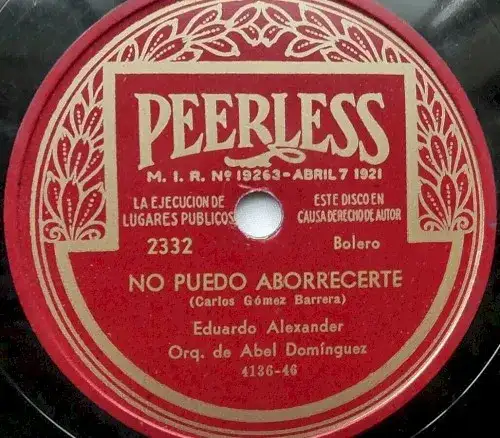 PEERLESS
M. I. R. Nº 19263-ABRIL 7 1921
LA EJECUCION DE LUGARES PUBLICOS
ESTE DISCO EN CAUSA DERECHO DE AUTOR
2332 Bolero
NO PUEDO ABORRECERTE
(Carlos Gómez Barrera)
Eduardo Alexander
Orq. de Abel Domínguez
4136-46